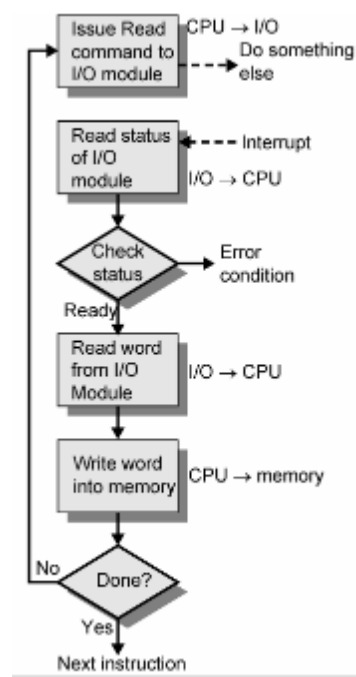 Issue Read
command to
I/O module
CPU → I/O
Do something
else
Read status
of I/O
module
Interrupt
I/O → CPU
Check
status
Error
condition
Ready
Read word
from I/O
Module
I/O → CPU
Write word
into memory
CPU → memory
No
Done?
Yes
Next instruction